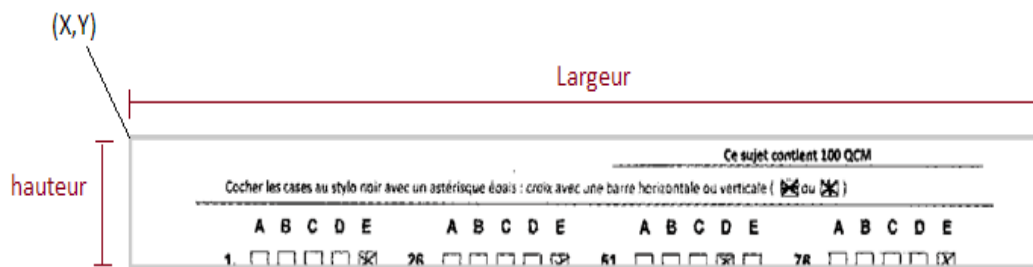 (X,Y)
Largeur
hauteur
Ce sujet contient 100 QCM
Cocher les cases au stylo noir avec un astérisque épais : croix avec une barre horizontale ou verticale ( ou )
A B C D E A B C D E A B C D E A B C D E
1. 26 51 76